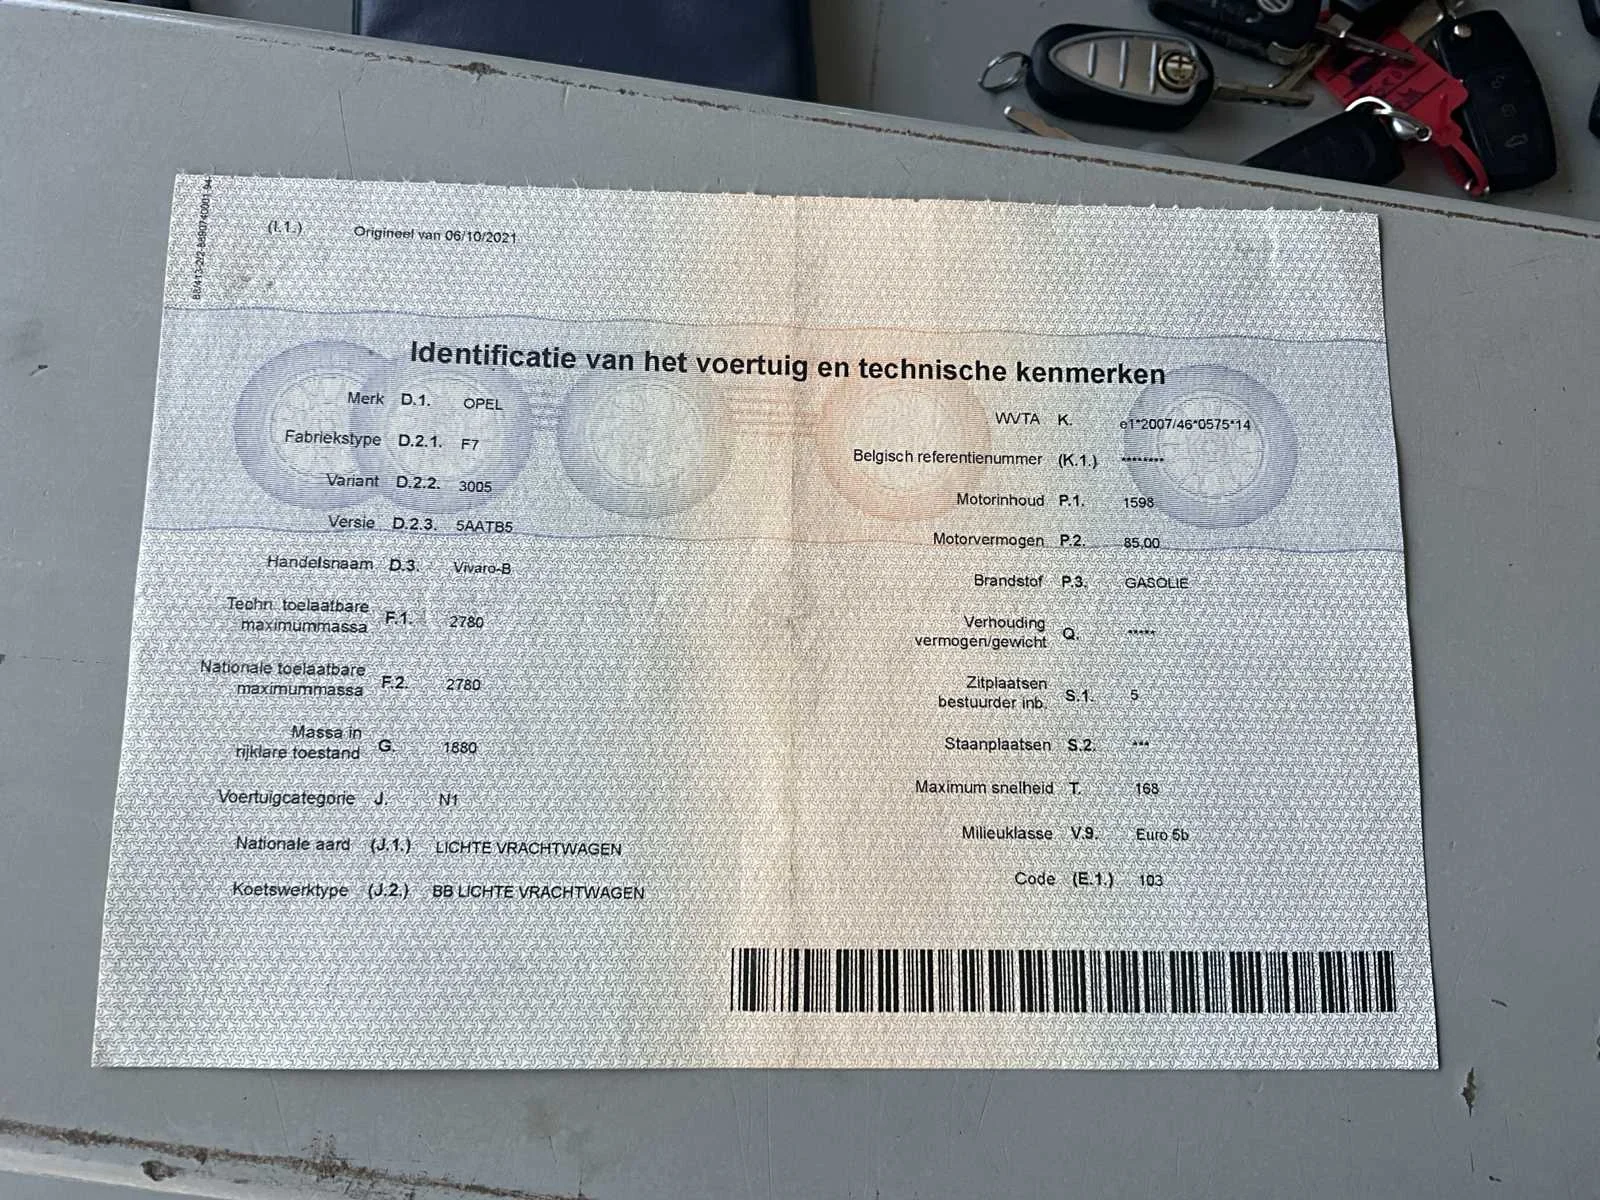 (I.1.) Origineel van 06/10/2021
Identificatie van het voertuig en technische kenmerken
Merk D.1. OPEL
Fabriekstype D.2.1. F7
Variant D.2.2. 3005
Versie D.2.3. 5AATB5
Handelsnaam D.3. Vivaro-B
Techn. toelaatbare
maximummassa F.1. 2780
Nationale toelaatbare
maximummassa F.2. 2780
Massa in
rijklare toestand G. 1880
Voertuigcategorie J. N1
Nationale aard (J.1.) LICHTE VRACHTWAGEN
Koetswerktype (J.2.) BB LICHTE VRACHTWAGEN
WVTA K. e1*2007/46*0575*14
Belgisch referentienummer (K.1.) ********
Motorinhoud P.1. 1598
Motorvermogen P.2. 85,00
Brandstof P.3. GASOLIE
Verhouding
vermogen/gewicht Q. *****
Zitplaatsen
bestuurder inb. S.1. 5
Staanplaatsen S.2. ***
Maximum snelheid T. 168
Milieuklasse V.9. Euro 5b
Code (E.1.) 103